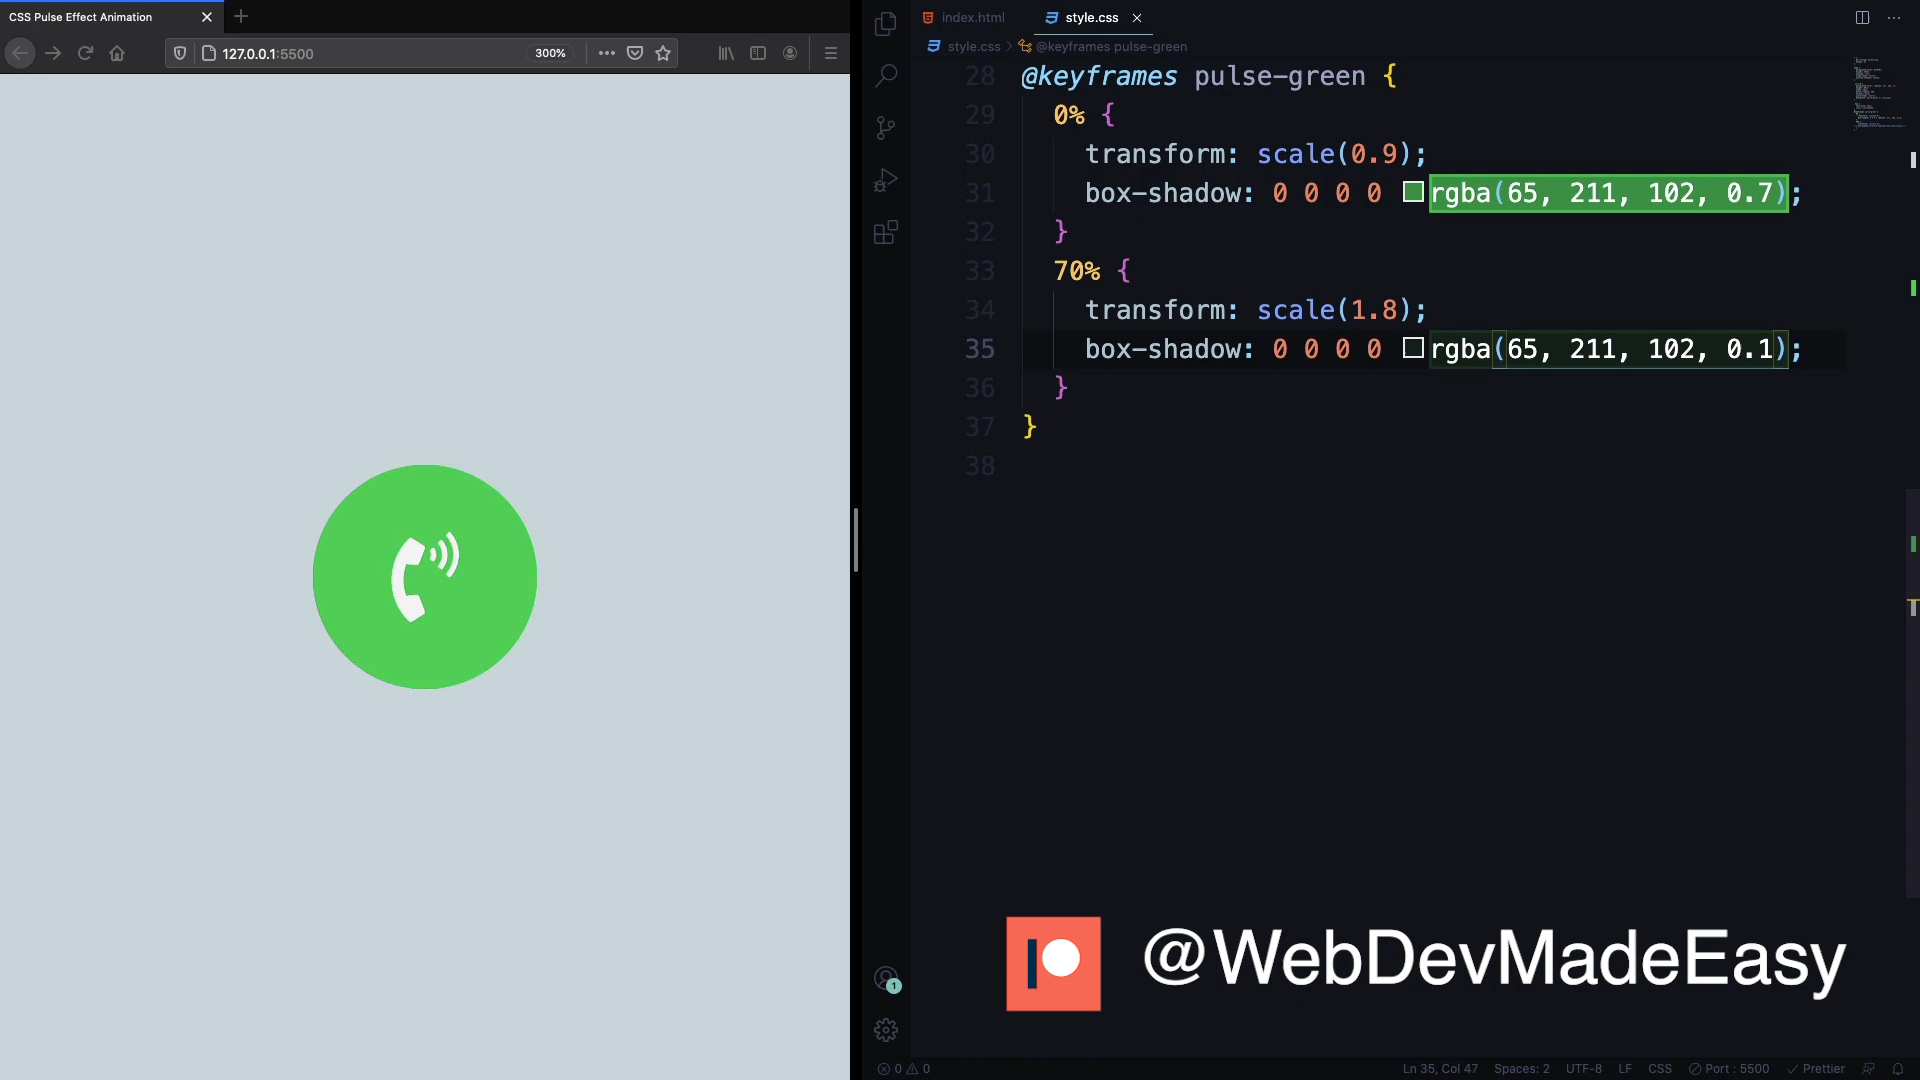 CSS Pulse Effect Animation
127.0.0.1:5500
300%
index.html
style.css
style.css > @keyframes pulse-green
28 @keyframes pulse-green {
29 0% {
30 transform: scale(0.9);
31 box-shadow: 0 0 0 0 rgba(65, 211, 102, 0.7);
32 }
33 70% {
34 transform: scale(1.8);
35 box-shadow: 0 0 0 0 rgba(65, 211, 102, 0.1);
36 }
37 }
38
@WebDevMadeEasy
1
0 0 Ln 35, Col 47 Spaces: 2 UTF-8 LF CSS Port : 5500 Prettier